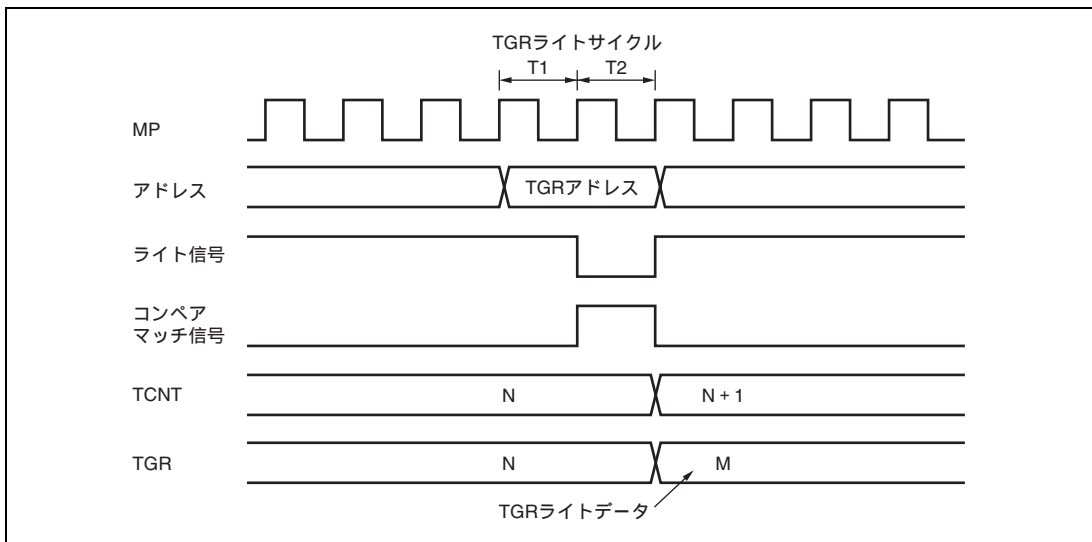 TGRライトサイクル
T1 T2
MP
アドレス TGRアドレス
ライト信号
コンペア
マッチ信号
TCNT N N + 1
TGR N M
TGRライトデータ